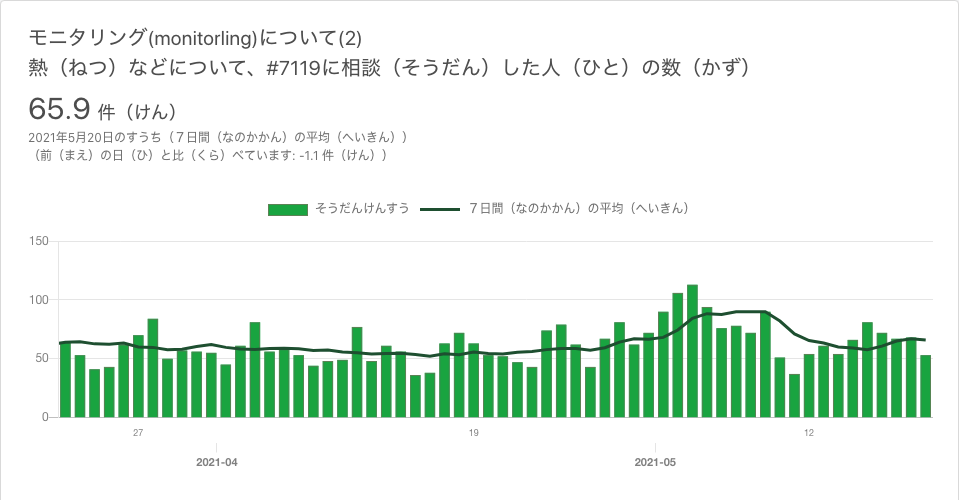 モニタリング(monitorling)について(2)
熱（ねつ）などについて、#7119に相談（そうだん）した人（ひと）の数（かず）
65.9 件（けん）
2021年5月20日のすうち（７日間（なのかかん）の平均（へいきん））
（前（まえ）の日（ひ）と比（くら）べています: -1.1 件（けん））
そうだんけんすう ７日間（なのかかん）の平均（へいきん）
150
100
50
0
27 19 12
2021-04 2021-05